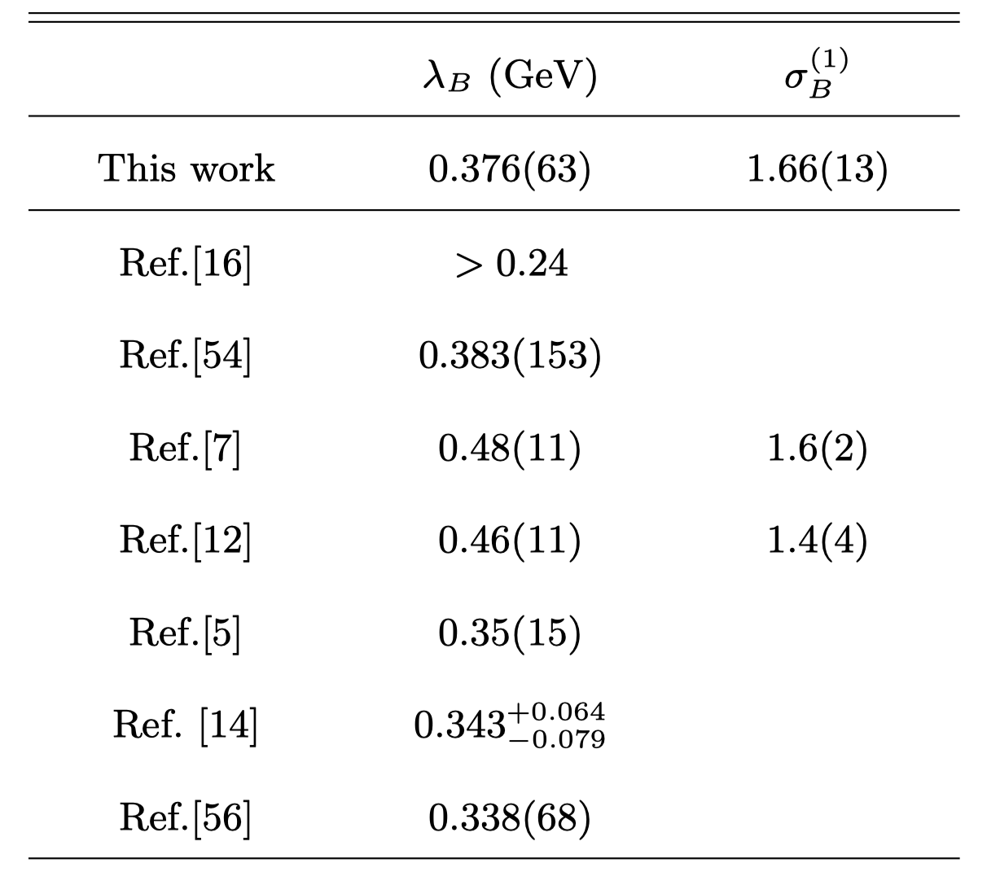 λ_B (GeV) σ_B^(1)
This work 0.376(63) 1.66(13)
Ref.[16] > 0.24
Ref.[54] 0.383(153)
Ref.[7] 0.48(11) 1.6(2)
Ref.[12] 0.46(11) 1.4(4)
Ref.[5] 0.35(15)
Ref. [14] 0.343^{+0.064}_{−0.079}
Ref.[56] 0.338(68)